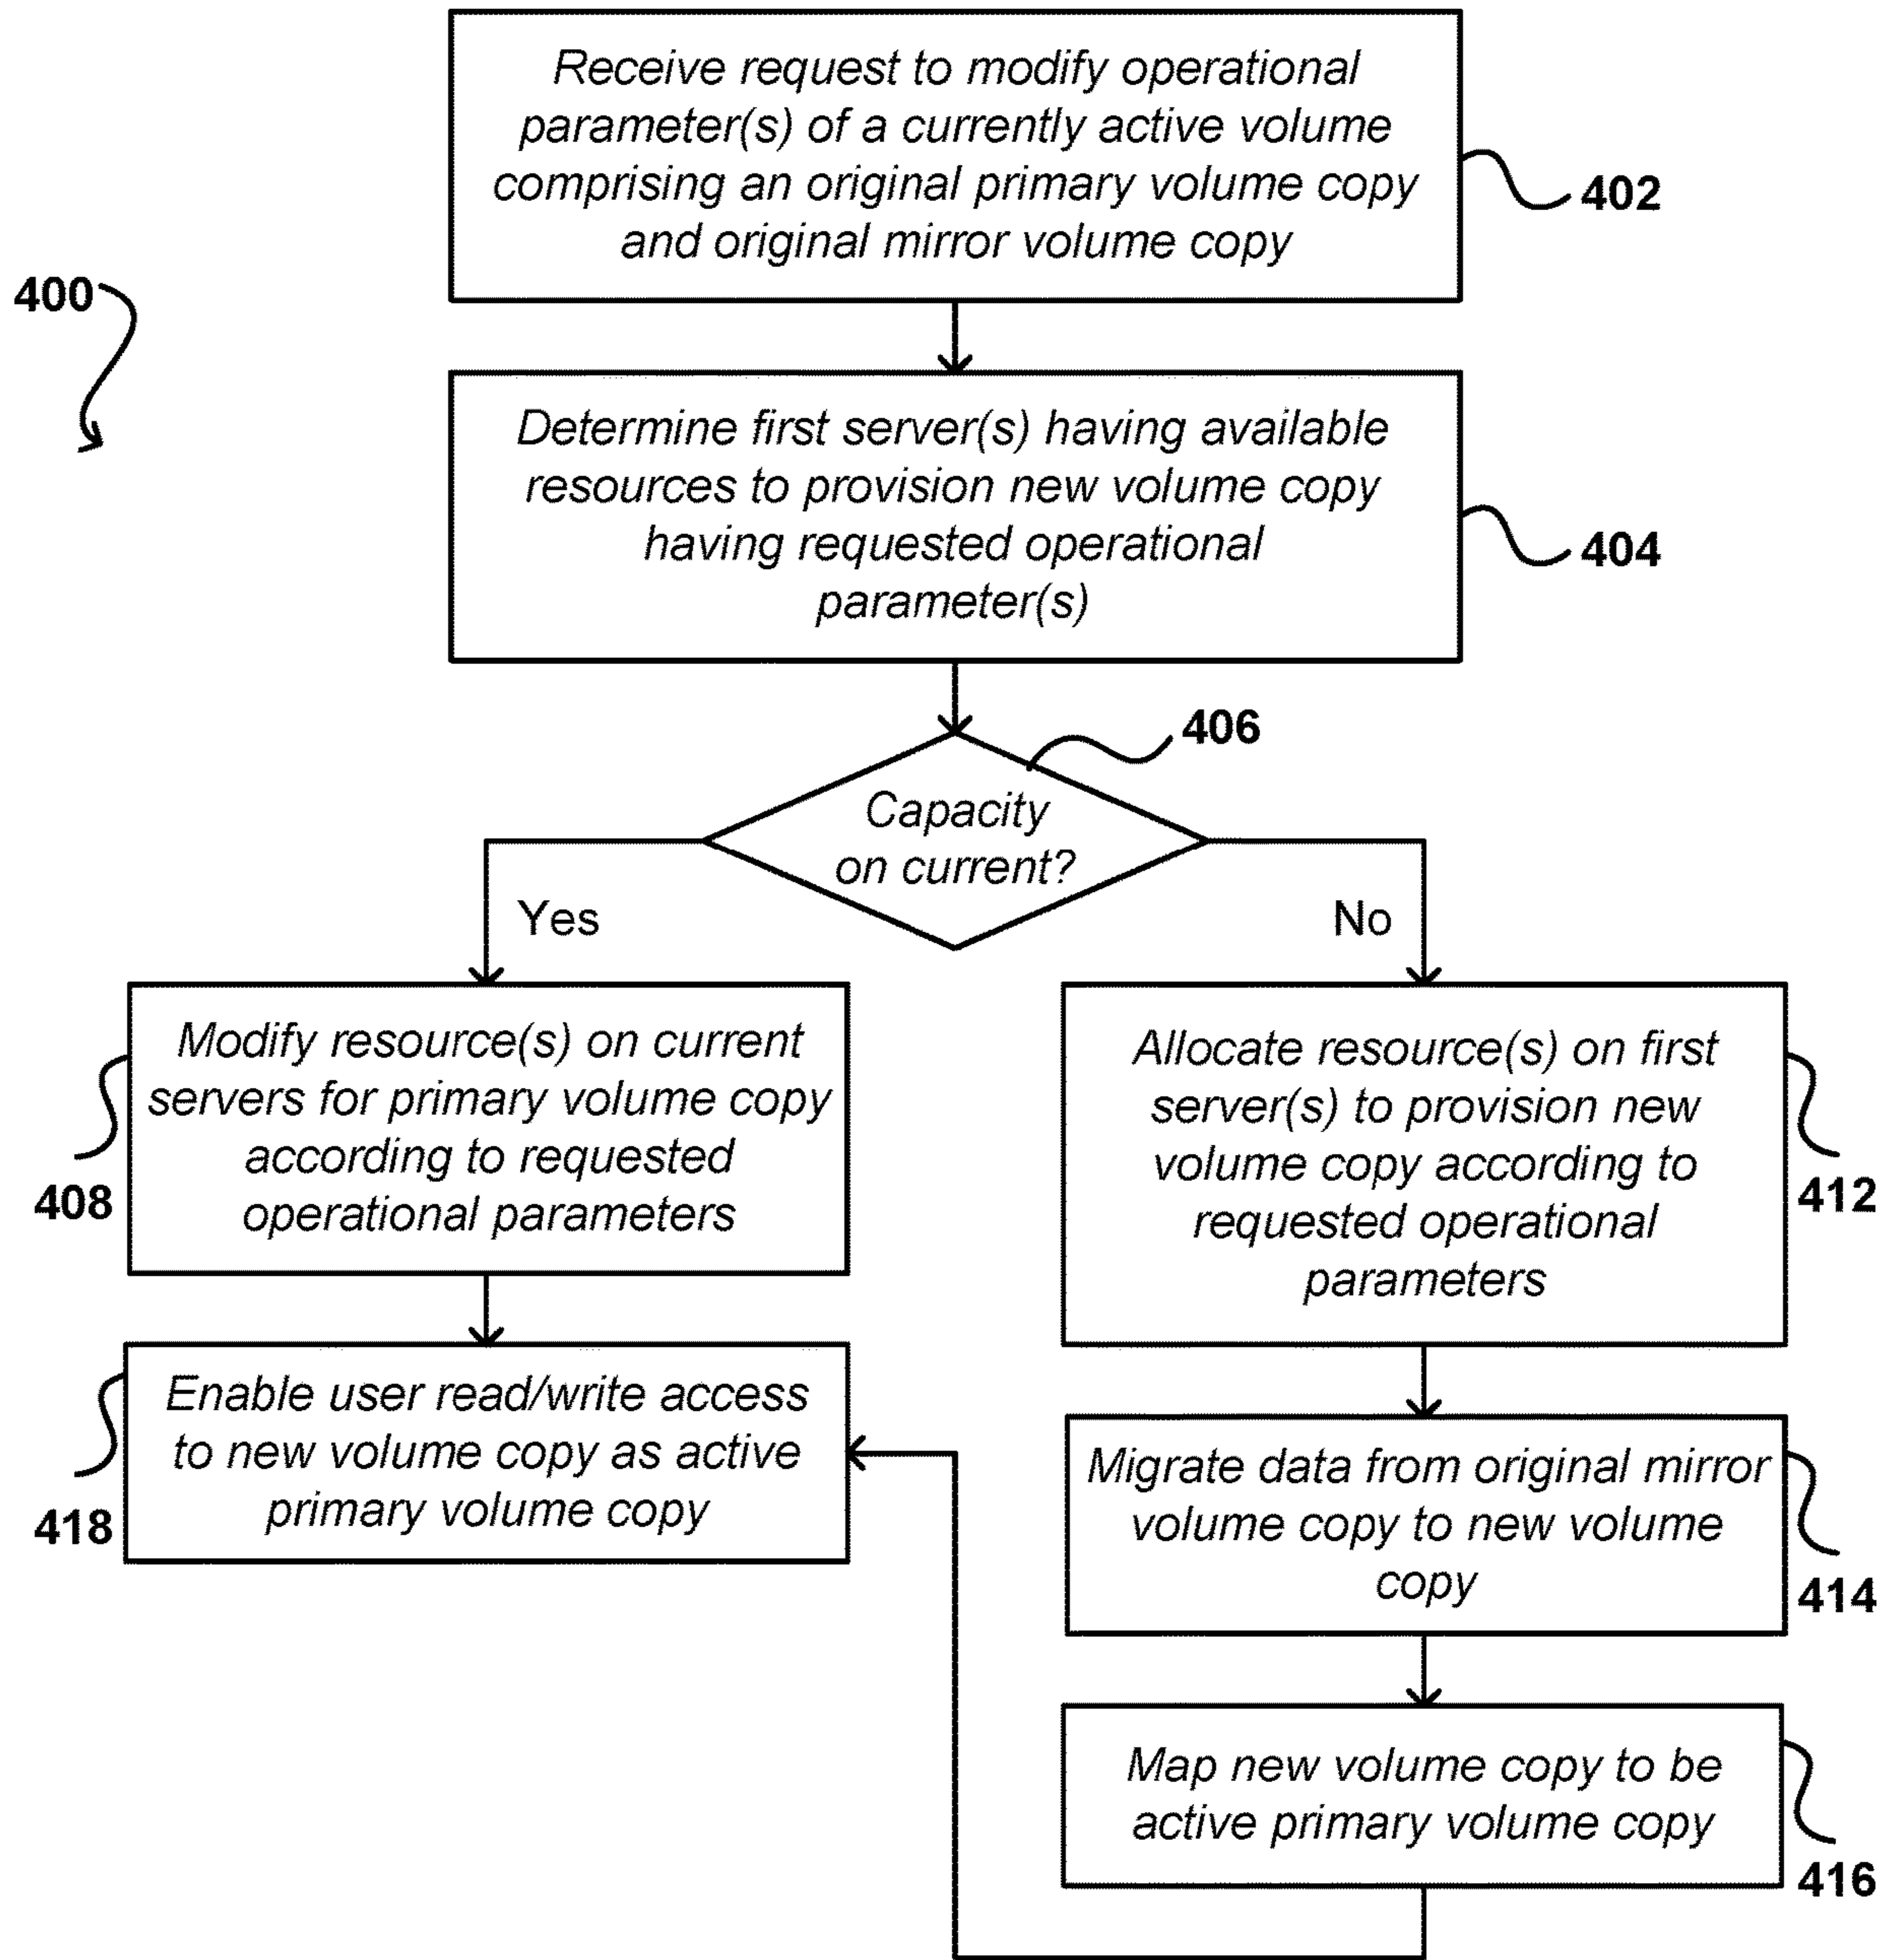 Receive request to modify operational
parameter(s) of a currently active volume
comprising an original primary volume copy
and original mirror volume copy
402
400
Determine first server(s) having available
resources to provision new volume copy
having requested operational
parameter(s)
404
406
Capacity
on current?
Yes
No
Modify resource(s) on current
servers for primary volume copy
according to requested
operational parameters
408
Allocate resource(s) on first
server(s) to provision new
volume copy according to
requested operational
parameters
412
Enable user read/write access
to new volume copy as active
primary volume copy
418
Migrate data from original mirror
volume copy to new volume
copy
414
Map new volume copy to be
active primary volume copy
416